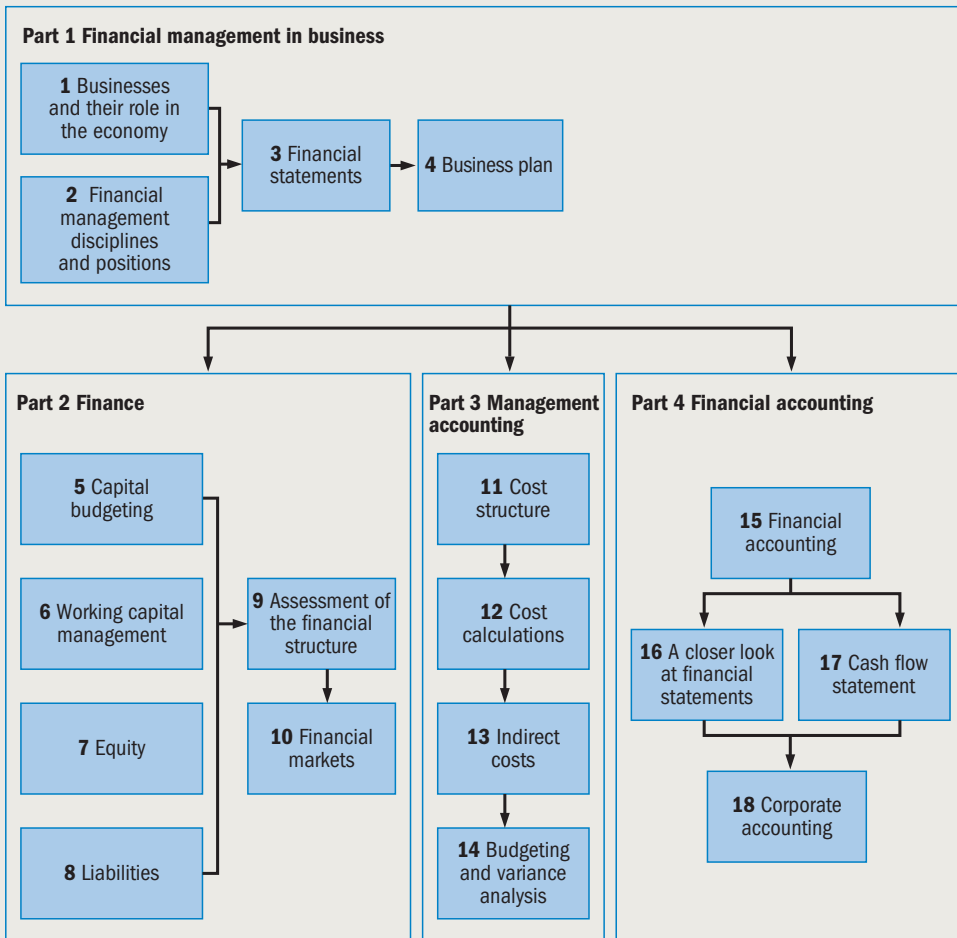 Part 1 Financial management in business
1 Businesses
and their role in
the economy
2 Financial
management
disciplines
and positions
3 Financial
statements
4 Business plan
Part 2 Finance
5 Capital
budgeting
6 Working capital
management
7 Equity
8 Liabilities
9 Assessment of
the financial
structure
10 Financial
markets
Part 3 Management
accounting
11 Cost
structure
12 Cost
calculations
13 Indirect
costs
14 Budgeting
and variance
analysis
Part 4 Financial accounting
15 Financial
accounting
16 A closer look
at financial
statements
17 Cash flow
statement
18 Corporate
accounting